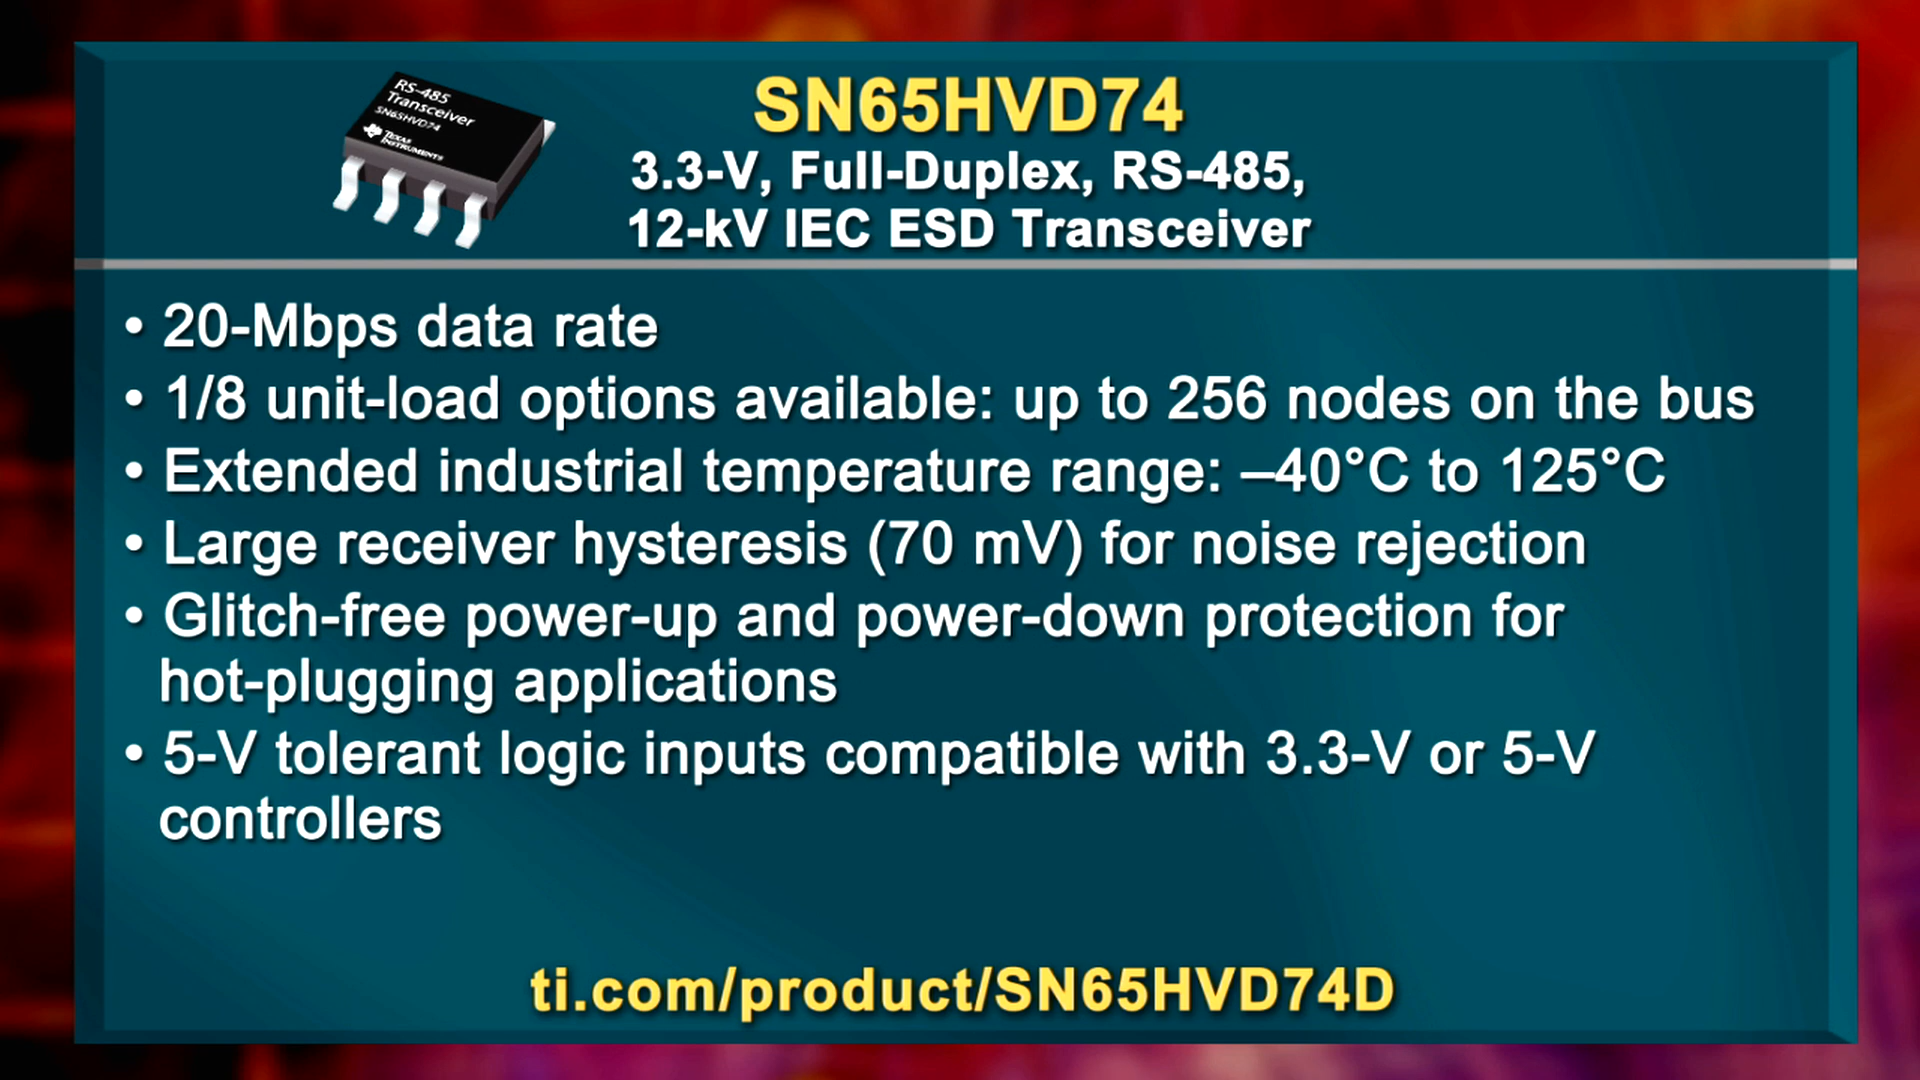 RS-485
Transceiver
SN65HVD74
TEXAS
INSTRUMENTS
SN65HVD74
3.3-V, Full-Duplex, RS-485,
12-kV IEC ESD Transceiver
• 20-Mbps data rate
• 1/8 unit-load options available: up to 256 nodes on the bus
• Extended industrial temperature range: –40°C to 125°C
• Large receiver hysteresis (70 mV) for noise rejection
• Glitch-free power-up and power-down protection for
hot-plugging applications
• 5-V tolerant logic inputs compatible with 3.3-V or 5-V
controllers
ti.com/product/SN65HVD74D